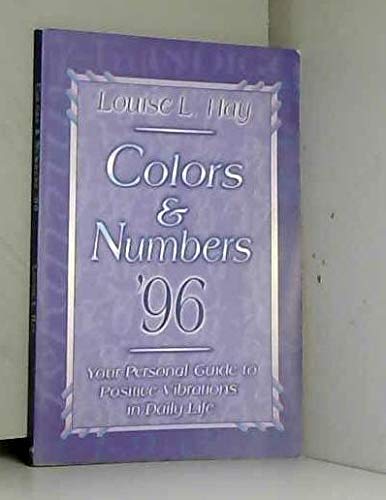 Louise L. Hay
Colors
&
Numbers
'96
Your Personal Guide to
Positive Vibrations
in Daily Life